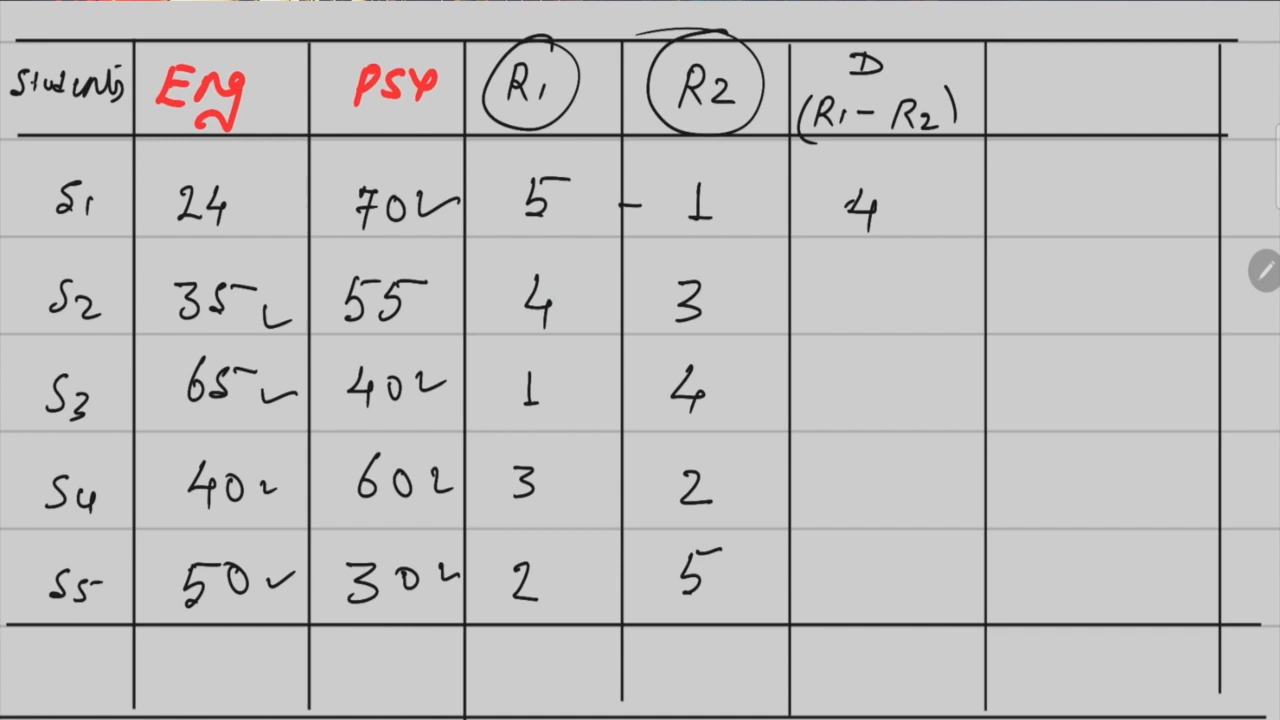 Students Eng PSY R1 R2 D (R1 - R2)
S1 24 70 5 - 1 4
S2 35 55 4 3
S3 65 40 1 4
S4 40 60 3 2
S5 50 30 2 5